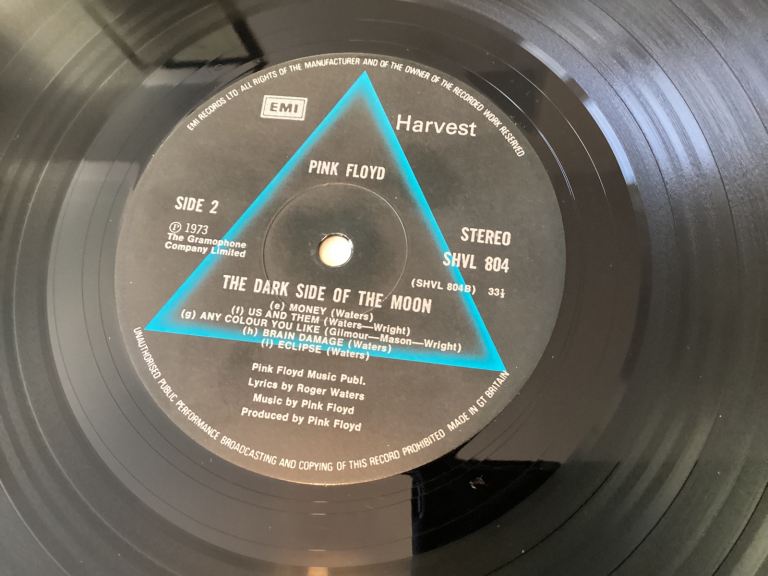 EMI RECORDS LTD ALL RIGHTS OF THE MANUFACTURER AND OF THE OWNER OF THE RECORDED WORK RESERVED
EMI
Harvest
PINK FLOYD
SIDE 2
Ⓟ 1973
The Gramophone
Company Limited
STEREO
SHVL 804
(SHVL 804B) 33⅓
THE DARK SIDE OF THE MOON
(e) MONEY (Waters)
(f) US AND THEM (Waters—Wright)
(g) ANY COLOUR YOU LIKE (Gilmour—Mason—Wright)
(h) BRAIN DAMAGE (Waters)
(i) ECLIPSE (Waters)
Pink Floyd Music Publ.
Lyrics by Roger Waters
Music by Pink Floyd
Produced by Pink Floyd
UNAUTHORISED PUBLIC PERFORMANCE BROADCASTING AND COPYING OF THIS RECORD PROHIBITED MADE IN GT BRITAIN